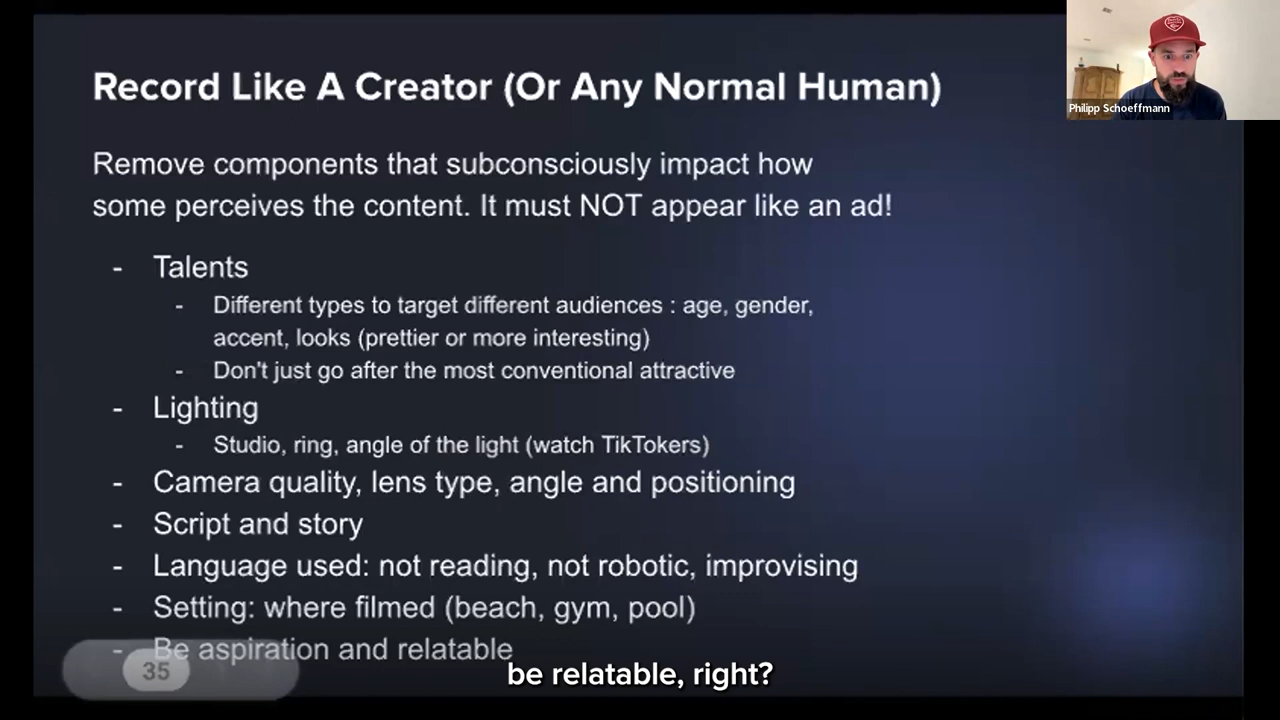 Record Like A Creator (Or Any Normal Human)
Philipp Schoeffmann
Remove components that subconsciously impact how
some perceives the content. It must NOT appear like an ad!
- Talents
- Different types to target different audiences : age, gender,
accent, looks (prettier or more interesting)
- Don't just go after the most conventional attractive
- Lighting
- Studio, ring, angle of the light (watch TikTokers)
- Camera quality, lens type, angle and positioning
- Script and story
- Language used: not reading, not robotic, improvising
- Setting: where filmed (beach, gym, pool)
- Be aspiration and relatable
35
be relatable, right?